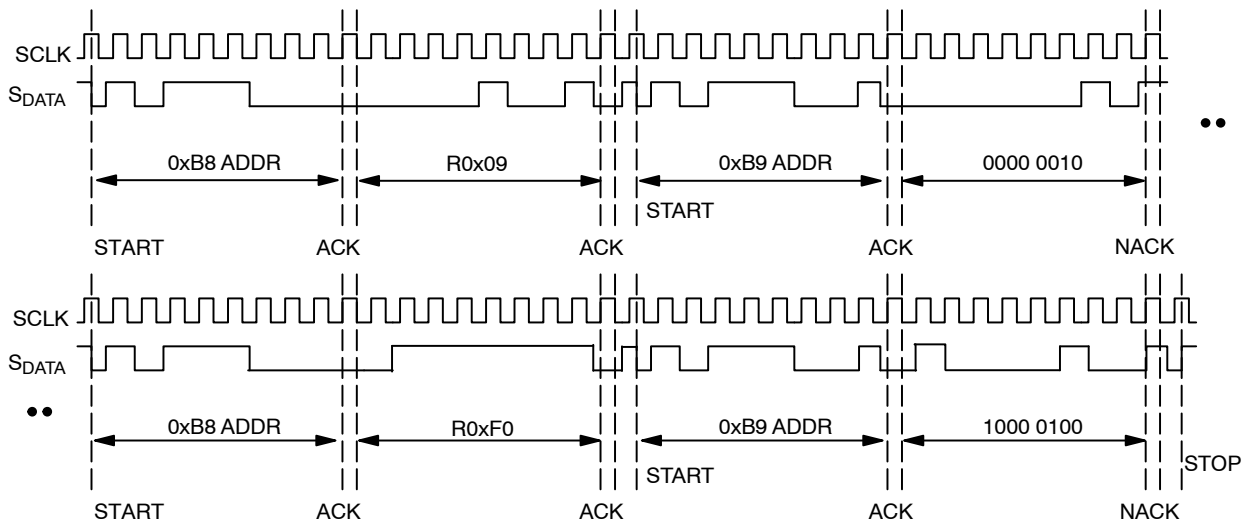 SCLK
SDATA
0xB8 ADDR R0x09 0xB9 ADDR 0000 0010
START
START ACK ACK ACK NACK
SCLK
SDATA
0xB8 ADDR R0xF0 0xB9 ADDR 1000 0100
START STOP
START ACK ACK ACK NACK